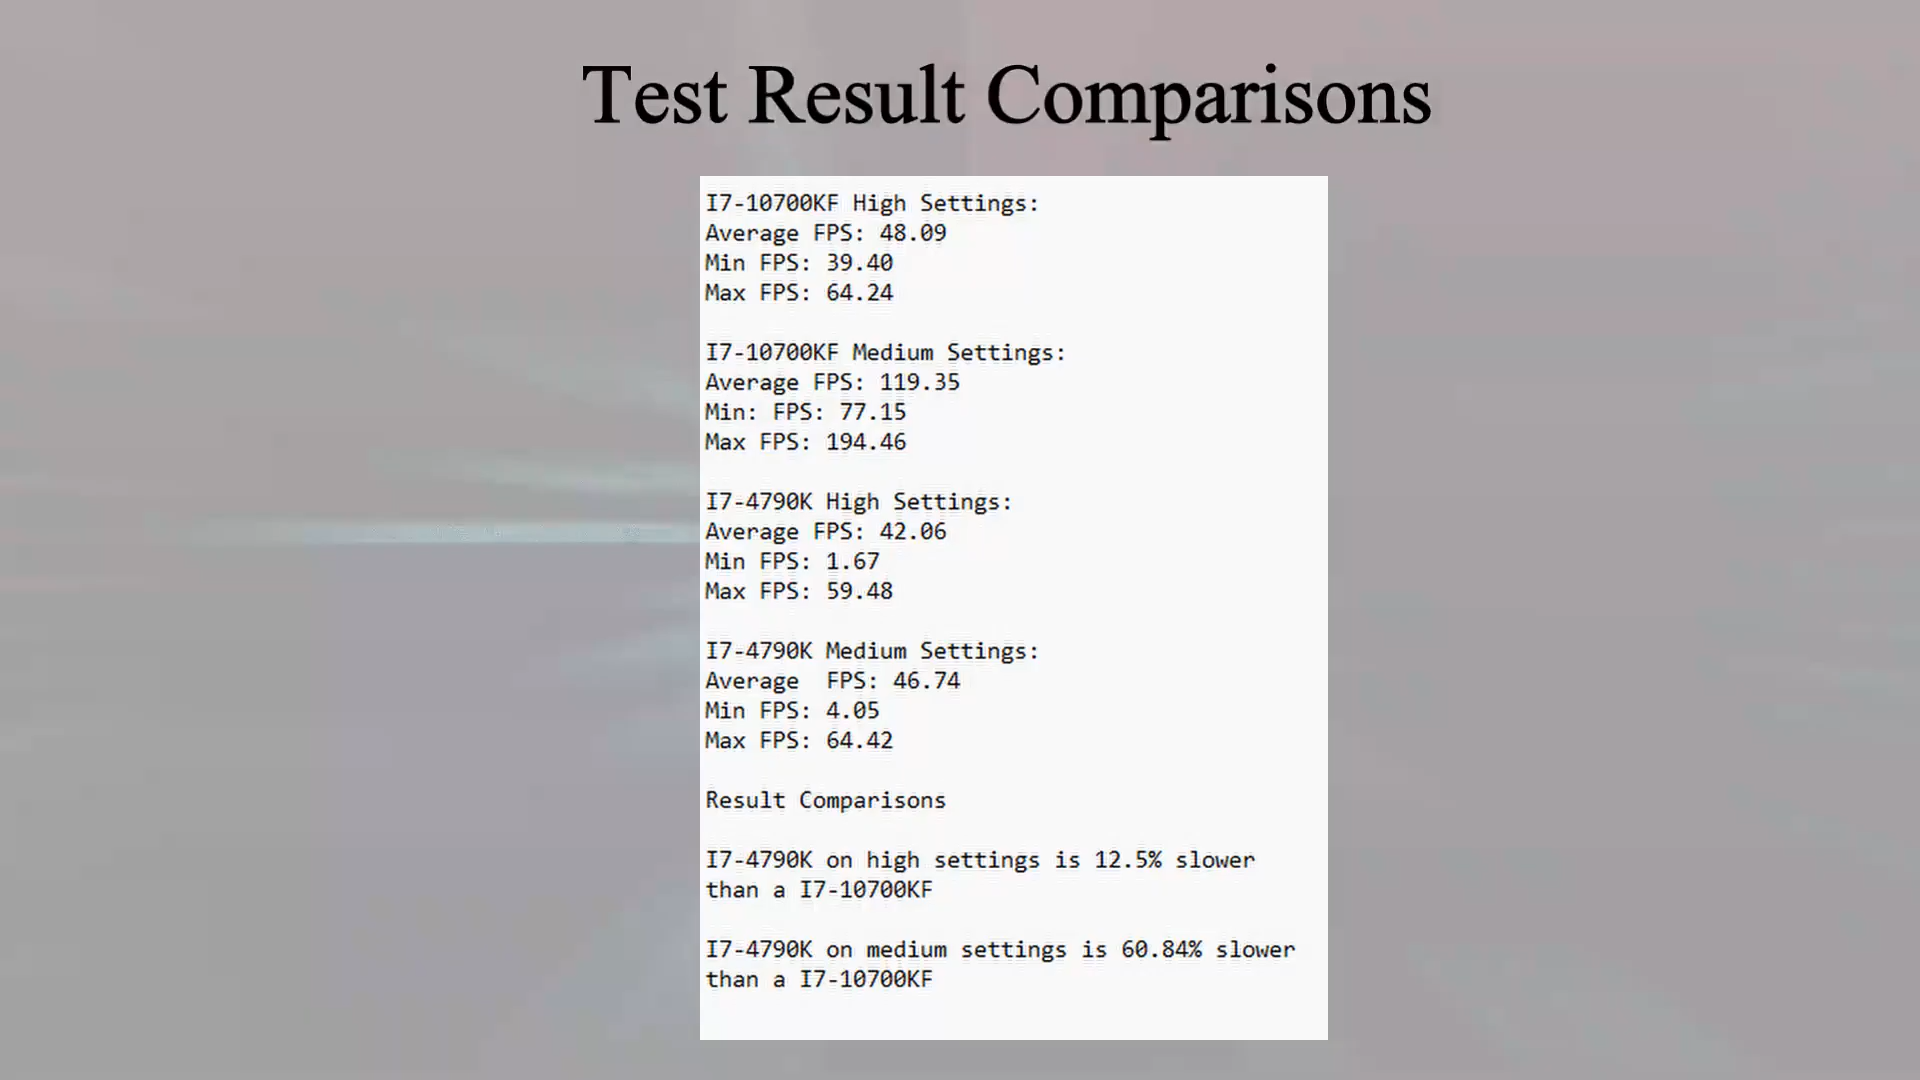 Test Result Comparisons
I7-10700KF High Settings:
Average FPS: 48.09
Min FPS: 39.40
Max FPS: 64.24
I7-10700KF Medium Settings:
Average FPS: 119.35
Min: FPS: 77.15
Max FPS: 194.46
I7-4790K High Settings:
Average FPS: 42.06
Min FPS: 1.67
Max FPS: 59.48
I7-4790K Medium Settings:
Average  FPS: 46.74
Min FPS: 4.05
Max FPS: 64.42
Result Comparisons
I7-4790K on high settings is 12.5% slower
than a I7-10700KF
I7-4790K on medium settings is 60.84% slower
than a I7-10700KF